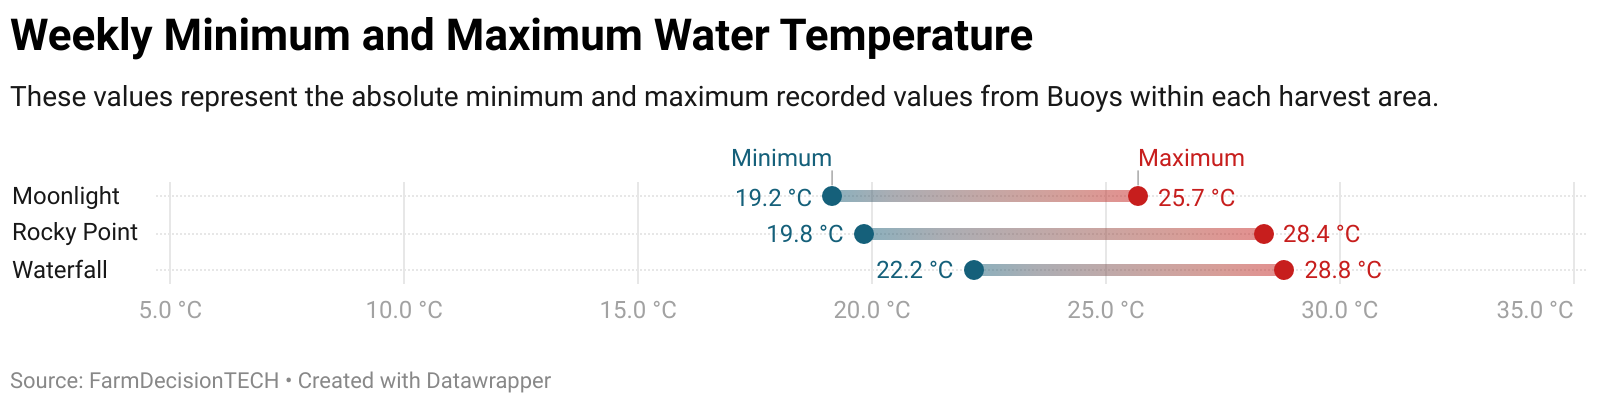 Weekly Minimum and Maximum Water Temperature
These values represent the absolute minimum and maximum recorded values from Buoys within each harvest area.
Minimum Maximum
Moonlight 19.2 °C 25.7 °C
Rocky Point 19.8 °C 28.4 °C
Waterfall 22.2 °C 28.8 °C
5.0 °C 10.0 °C 15.0 °C 20.0 °C 25.0 °C 30.0 °C 35.0 °C
Source: FarmDecisionTECH • Created with Datawrapper